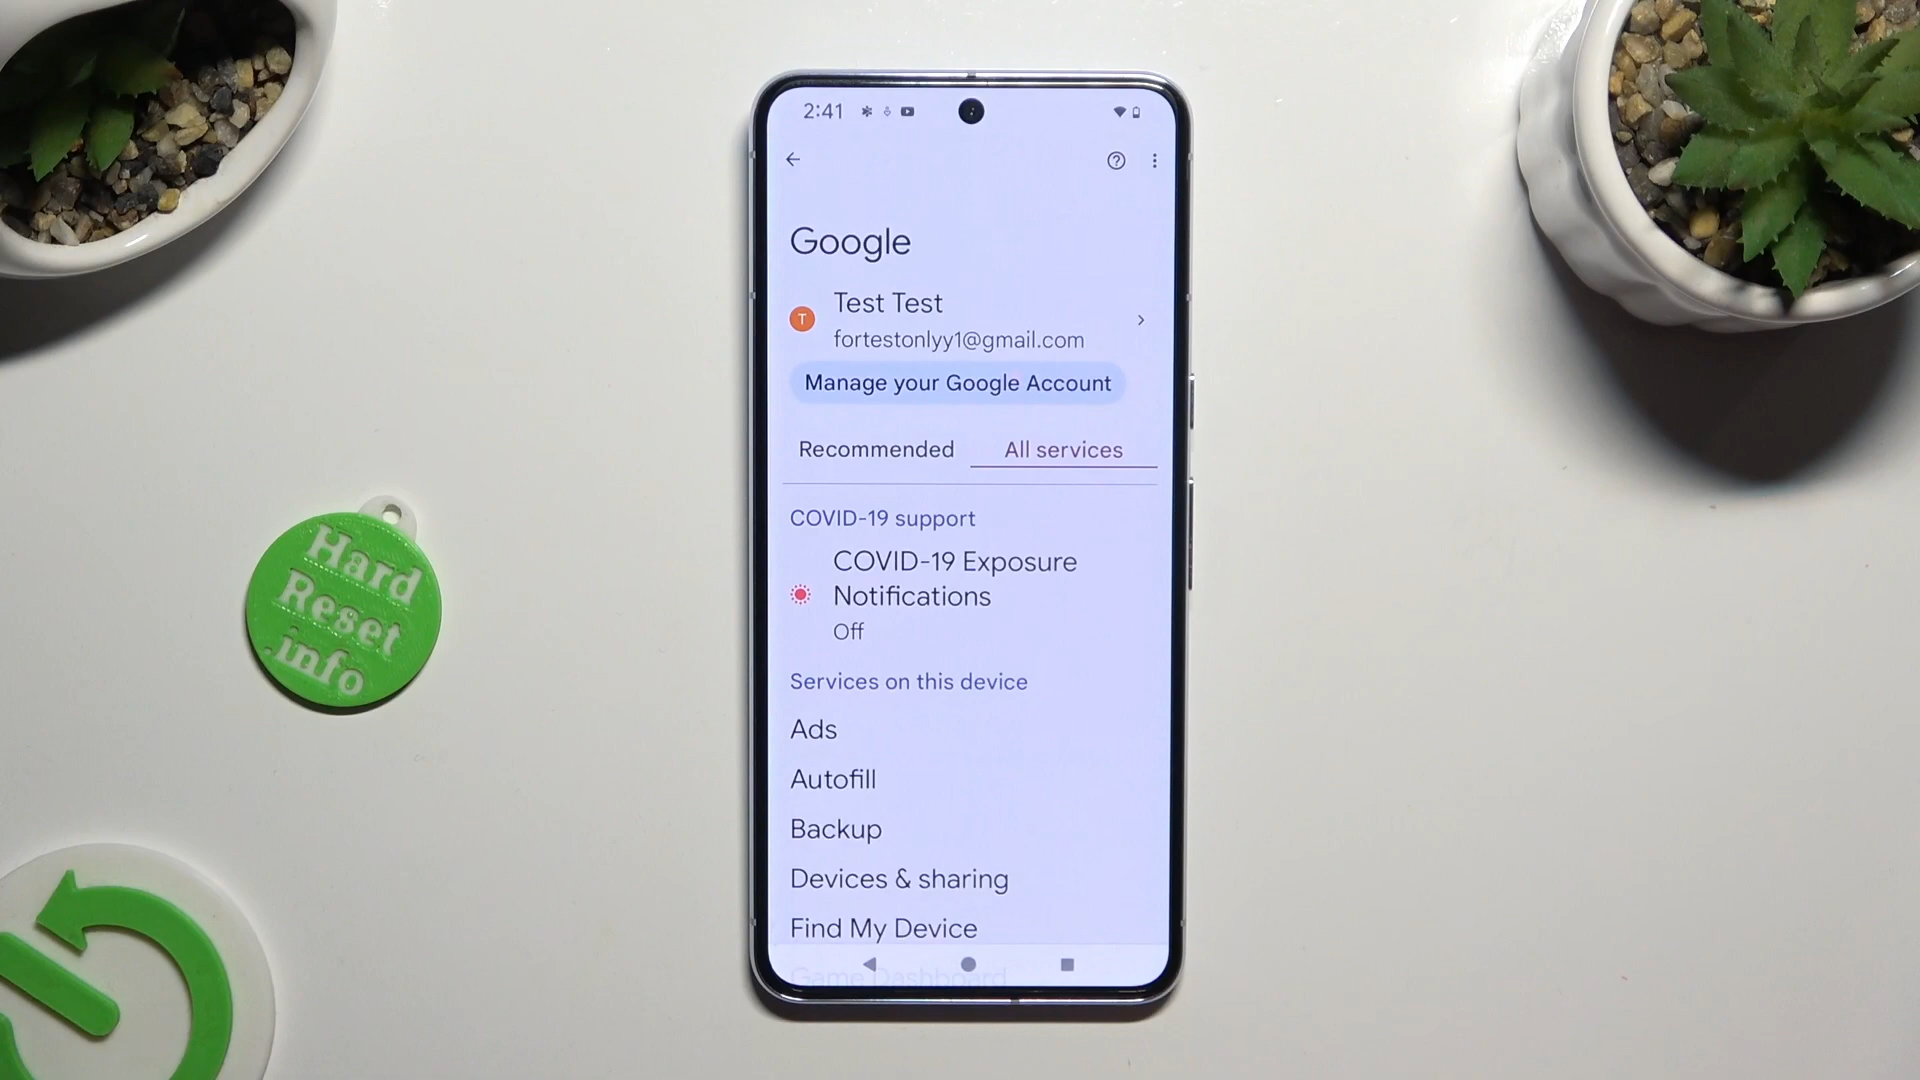 2:41
Google
T
Test Test
fortestonlyy1@gmail.com
Manage your Google Account
Recommended
All services
COVID-19 support
COVID-19 Exposure
Notifications
Off
Services on this device
Ads
Autofill
Backup
Devices & sharing
Find My Device
Game Dashboard
Hard
Reset
.info